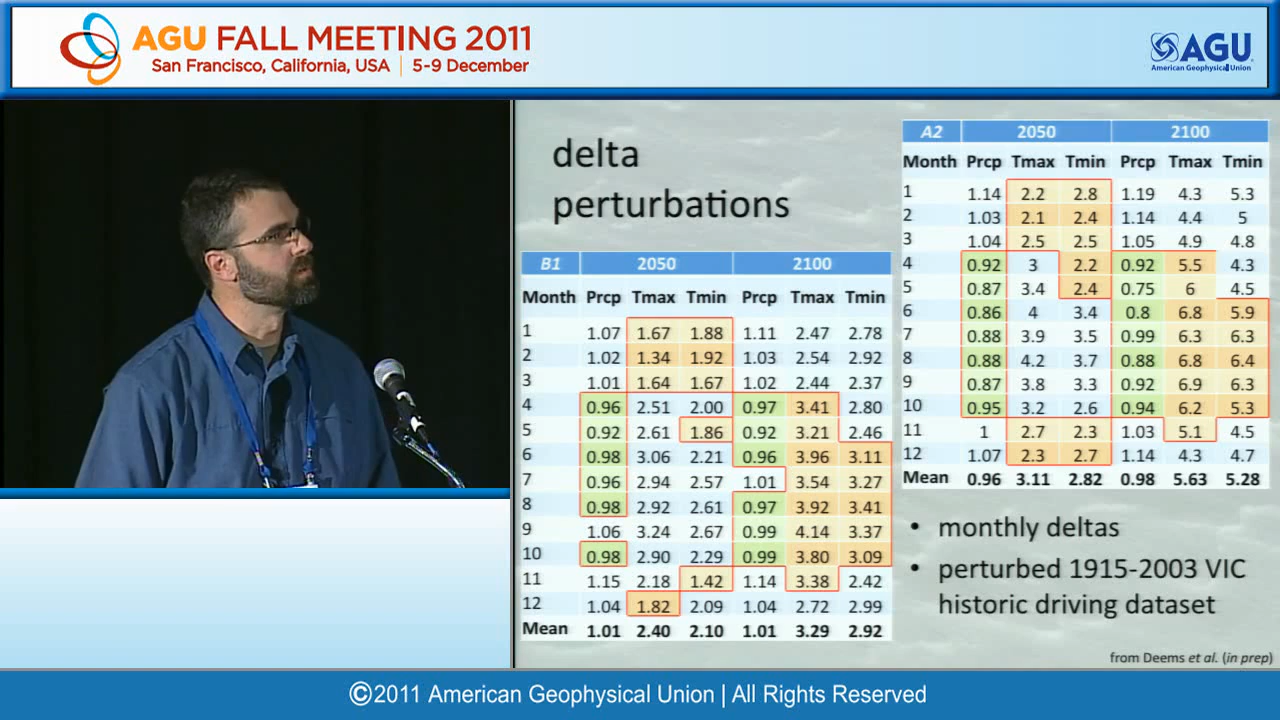 AGU FALL MEETING 2011
San Francisco, California, USA | 5-9 December
AGU
American Geophysical Union
delta
perturbations
B1 2050 2100
Month Prcp Tmax Tmin Prcp Tmax Tmin
1 1.07 1.67 1.88 1.11 2.47 2.78
2 1.02 1.34 1.92 1.03 2.54 2.92
3 1.01 1.64 1.67 1.02 2.44 2.37
4 0.96 2.51 2.00 0.97 3.41 2.80
5 0.92 2.61 1.86 0.92 3.21 2.46
6 0.98 3.06 2.21 0.96 3.96 3.11
7 0.96 2.94 2.57 1.01 3.54 3.27
8 0.98 2.92 2.61 0.97 3.92 3.41
9 1.06 3.24 2.67 0.99 4.14 3.37
10 0.98 2.90 2.29 0.99 3.80 3.09
11 1.15 2.18 1.42 1.14 3.38 2.42
12 1.04 1.82 2.09 1.04 2.72 2.99
Mean 1.01 2.40 2.10 1.01 3.29 2.92
A2 2050 2100
Month Prcp Tmax Tmin Prcp Tmax Tmin
1 1.14 2.2 2.8 1.19 4.3 5.3
2 1.03 2.1 2.4 1.14 4.4 5
3 1.04 2.5 2.5 1.05 4.9 4.8
4 0.92 3 2.2 0.92 5.5 4.3
5 0.87 3.4 2.4 0.75 6 4.5
6 0.86 4 3.4 0.8 6.8 5.9
7 0.88 3.9 3.5 0.99 6.3 6.3
8 0.88 4.2 3.7 0.88 6.8 6.4
9 0.87 3.8 3.3 0.92 6.9 6.3
10 0.95 3.2 2.6 0.94 6.2 5.3
11 1 2.7 2.3 1.03 5.1 4.5
12 1.07 2.3 2.7 1.14 4.3 4.7
Mean 0.96 3.11 2.82 0.98 5.63 5.28
• monthly deltas
• perturbed 1915-2003 VIC
historic driving dataset
from Deems et al. (in prep)
©2011 American Geophysical Union | All Rights Reserved